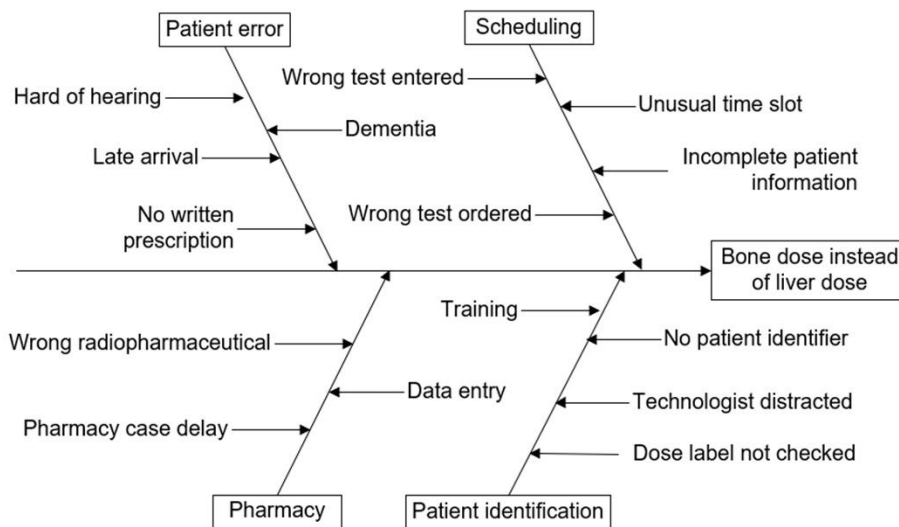 Patient error
Scheduling
Wrong test entered
Hard of hearing
Unusual time slot
Dementia
Late arrival
Incomplete patient
information
No written
prescription
Wrong test ordered
Bone dose instead
of liver dose
Training
Wrong radiopharmaceutical
No patient identifier
Data entry
Technologist distracted
Pharmacy case delay
Dose label not checked
Pharmacy
Patient identification